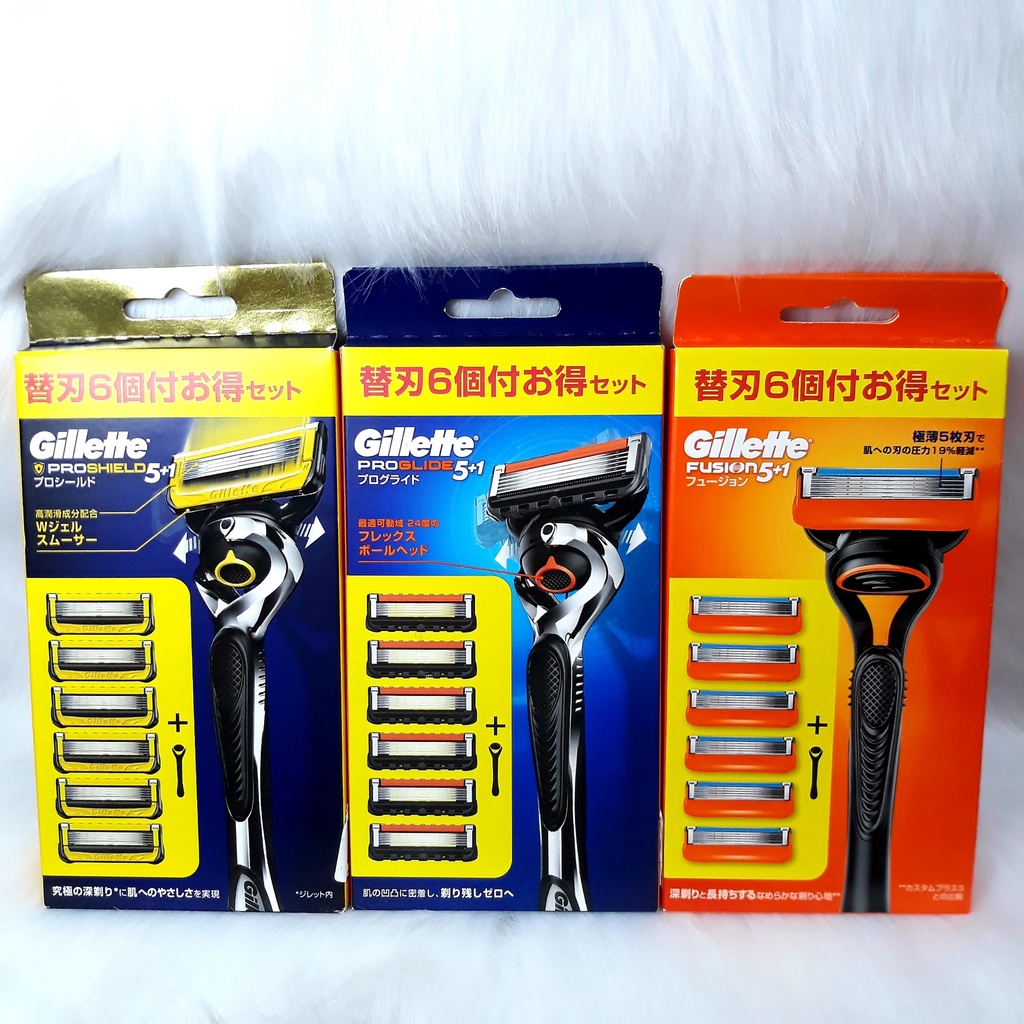 替刃6個付お得セット
Gillette
PROSHIELD5+1
プロシールド
高潤滑成分配合
Wジェル
スムーサー
Gillette
+
究極の深剃り*に肌へのやさしさを実現
*ジレット内
替刃6個付お得セット
Gillette®
PROGLIDE 5+1
プログライド
最適可動域 24度の
フレックス
ボールヘッド
+
肌の凹凸に密着し、剃り残しゼロへ
替刃6個付お得セット
Gillette®
FUSION5+1
フュージョン
極薄5枚刃で
肌への刃の圧力19%軽減**
+
深剃りと長持ちするなめらかな剃り心地**
**カスタムプラス3
との比較